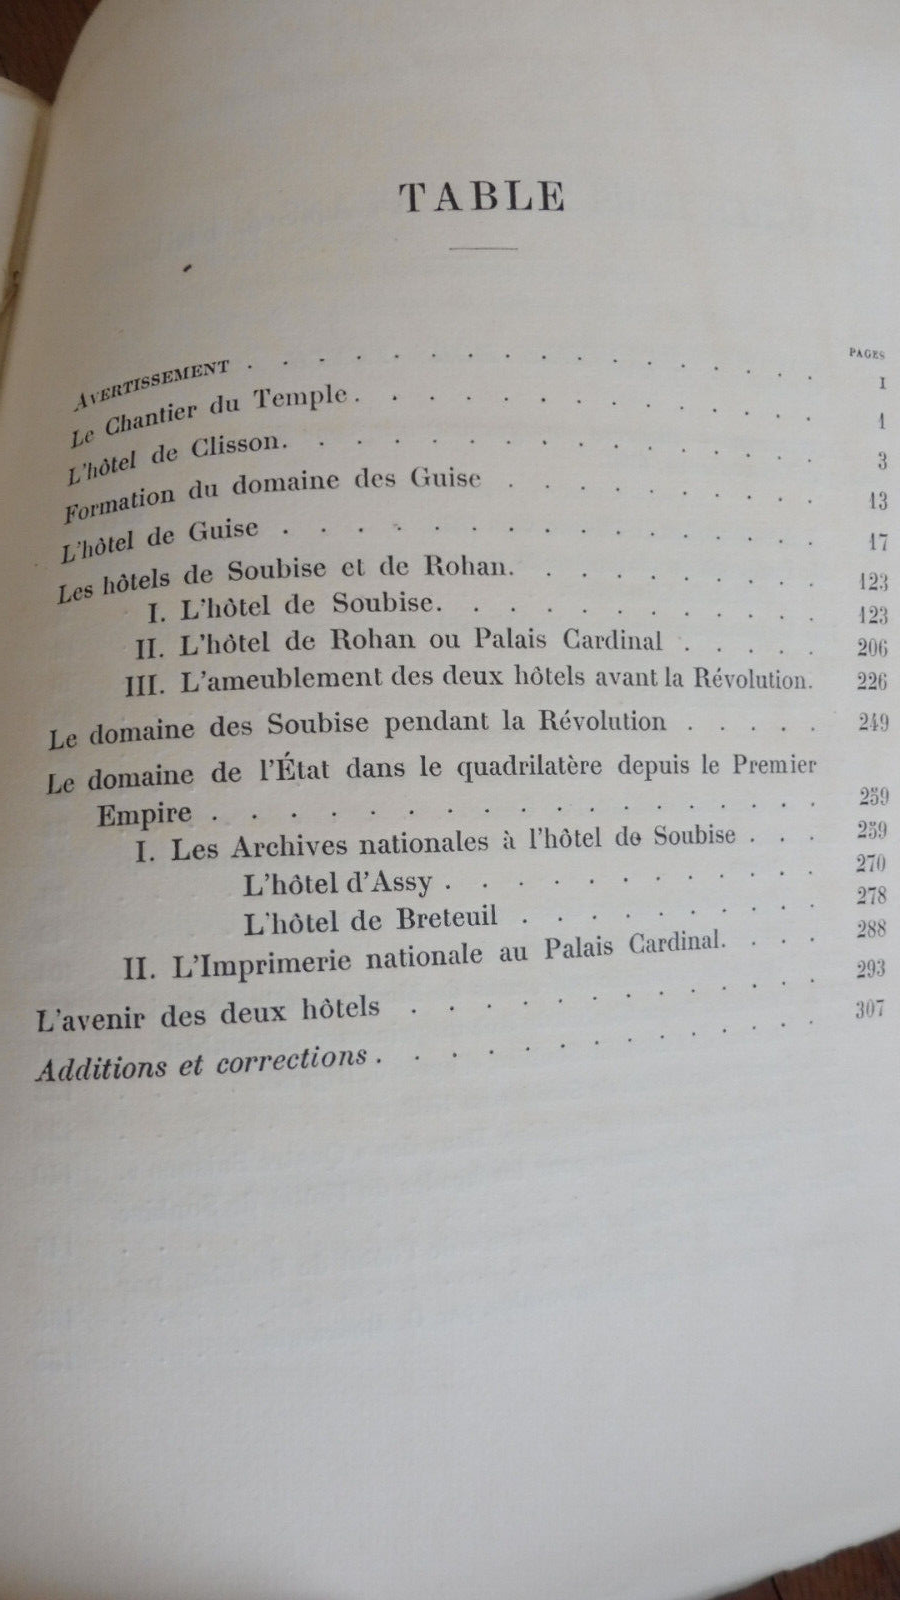 TABLE
PAGES
AVERTISSEMENT . . . . . . . . . . . . . . I
Le Chantier du Temple . . . . . . . . . . . . . 1
L'hôtel de Clisson. . . . . . . . . . . . . . 3
Formation du domaine des Guise . . . . . . . . . 13
L'hôtel de Guise . . . . . . . . . . . . . . 17
Les hôtels de Soubise et de Rohan. . . . . . . . . 123
I. L'hôtel de Soubise. . . . . . . . . . . 123
II. L'hôtel de Rohan ou Palais Cardinal . . . . . 206
III. L'ameublement des deux hôtels avant la Révolution. 226
Le domaine des Soubise pendant la Révolution . . . . . 249
Le domaine de l'État dans le quadrilatère depuis le Premier
Empire . . . . . . . . . . . . . . . . . 259
I. Les Archives nationales à l'hôtel de Soubise . . . 259
L'hôtel d'Assy . . . . . . . . . . . 270
L'hôtel de Breteuil . . . . . . . . . 278
II. L'Imprimerie nationale au Palais Cardinal. . . . 288
L'avenir des deux hôtels . . . . . . . . . . . . 293
Additions et corrections . . . . . . . . . . . . . 307